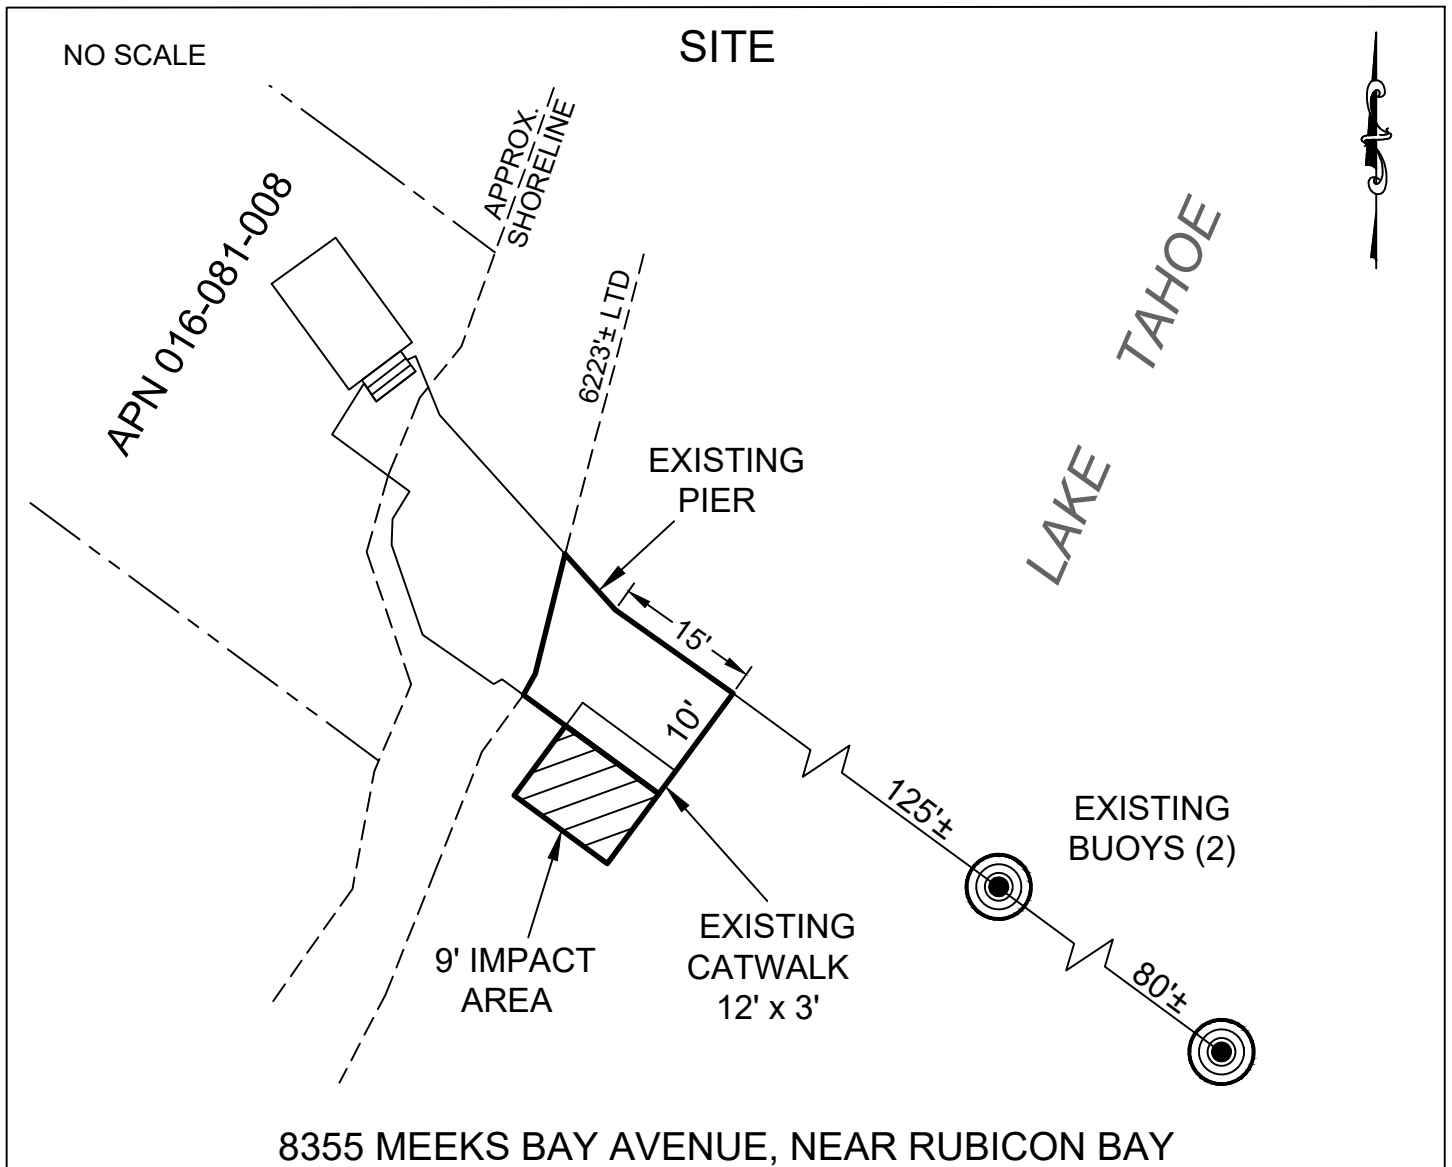 NO SCALE
SITE
APPROX.
SHORELINE
APN 016-081-008
6223'± LTD
LAKE TAHOE
EXISTING
PIER
15'
10'
125'±
EXISTING
BUOYS (2)
80'±
9' IMPACT
AREA
EXISTING
CATWALK
12' x 3'
8355 MEEKS BAY AVENUE, NEAR RUBICON BAY